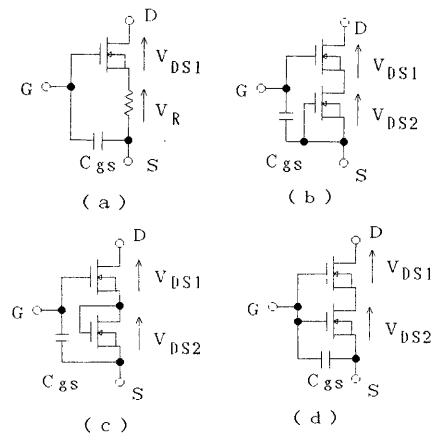 D
V DS1
G
V R
C gs
S
(a)
D
V DS1
G
V DS2
C gs
S
(b)
D
V DS1
G
V DS2
C gs
S
(c)
D
V DS1
G
V DS2
C gs
S
(d)